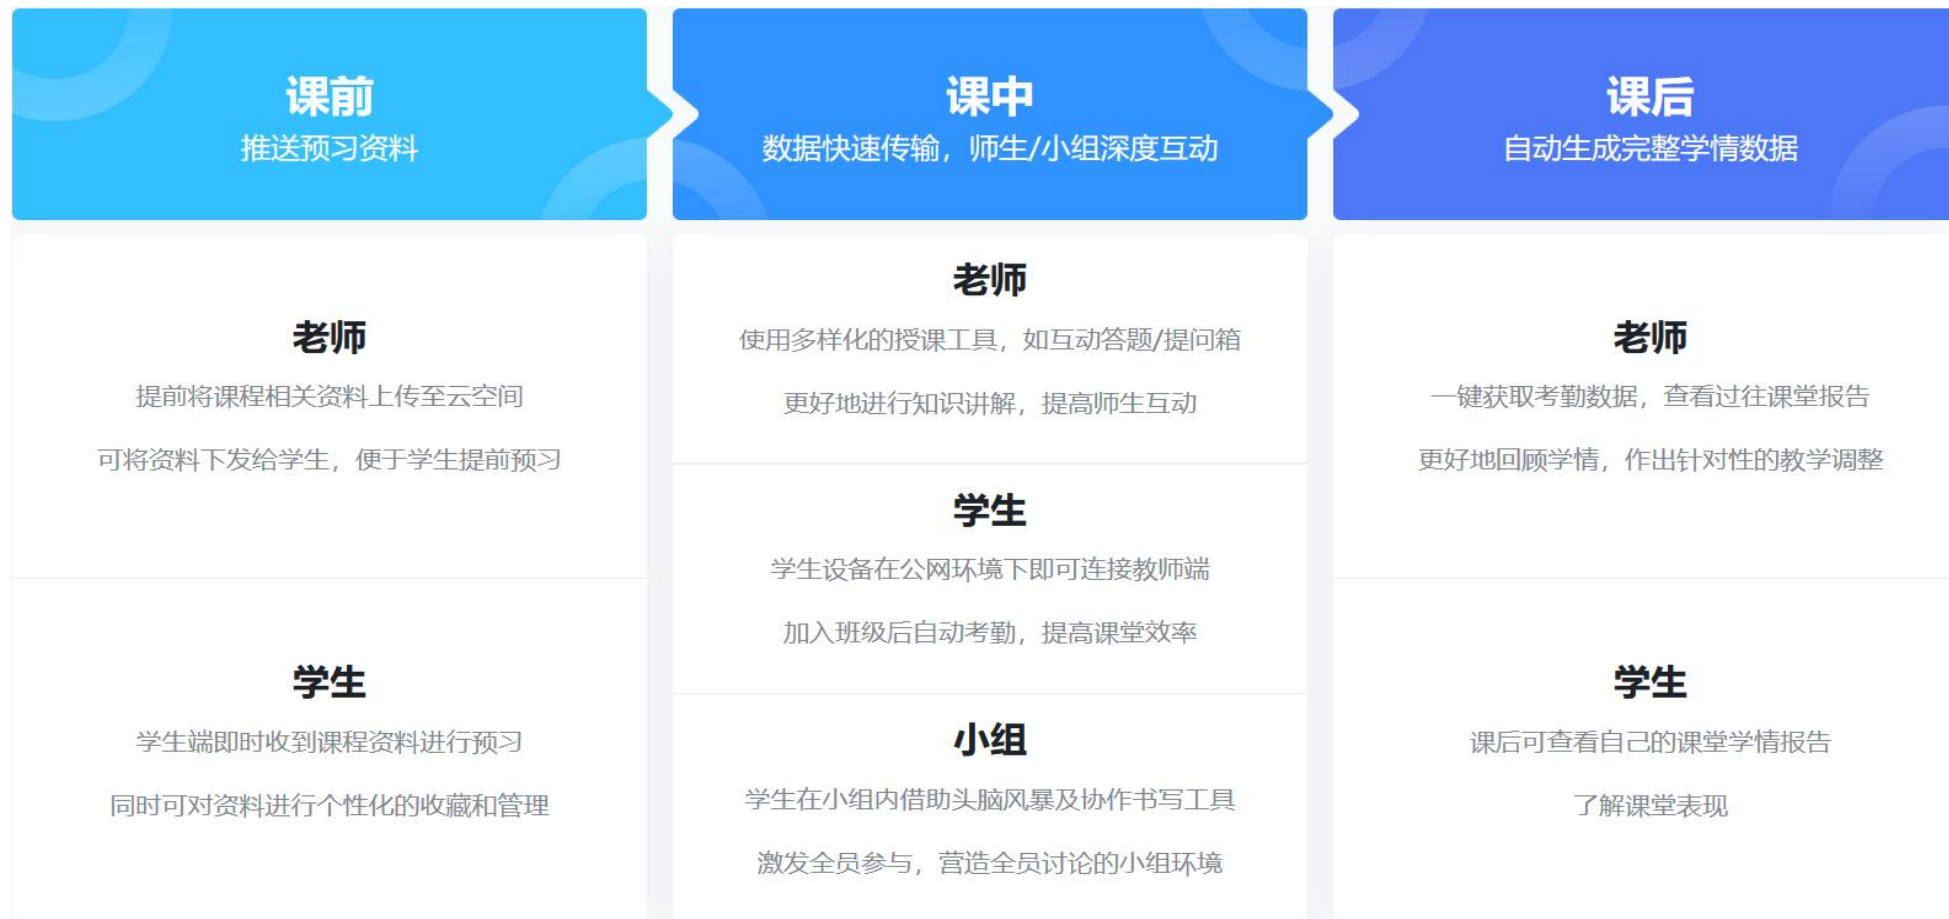 课前
推送预习资料
课中
数据快速传输，师生/小组深度互动
课后
自动生成完整学情数据
老师
提前将课程相关资料上传至云空间
可将资料下发给学生，便于学生提前预习
学生
学生端即时收到课程资料进行预习
同时可对资料进行个性化的收藏和管理
老师
使用多样化的授课工具，如互动答题/提问箱
更好地进行知识讲解，提高师生互动
学生
学生设备在公网环境下即可连接教师端
加入班级后自动考勤，提高课堂效率
小组
学生在小组内借助头脑风暴及协作书写工具
激发全员参与，营造全员讨论的小组环境
老师
一键获取考勤数据，查看过往课堂报告
更好地回顾学情，作出针对性的教学调整
学生
课后可查看自己的课堂学情报告
了解课堂表现